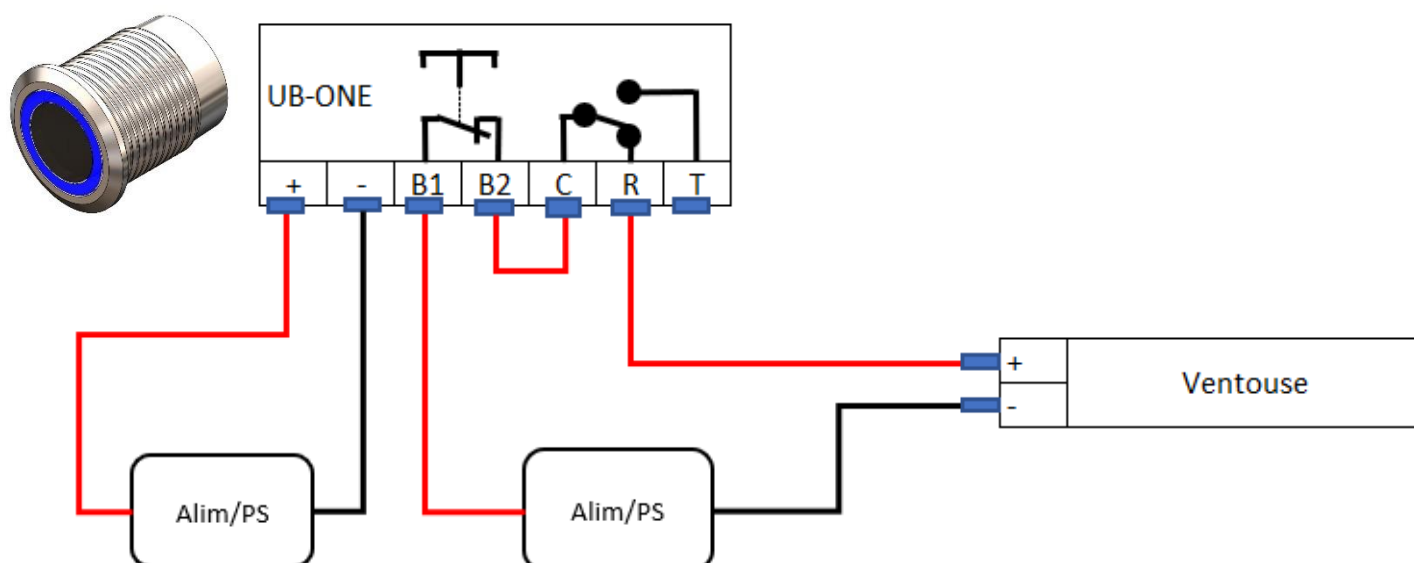 UB-ONE
+ - B1 B2 C R T
+
Ventouse
-
Alim/PS
Alim/PS